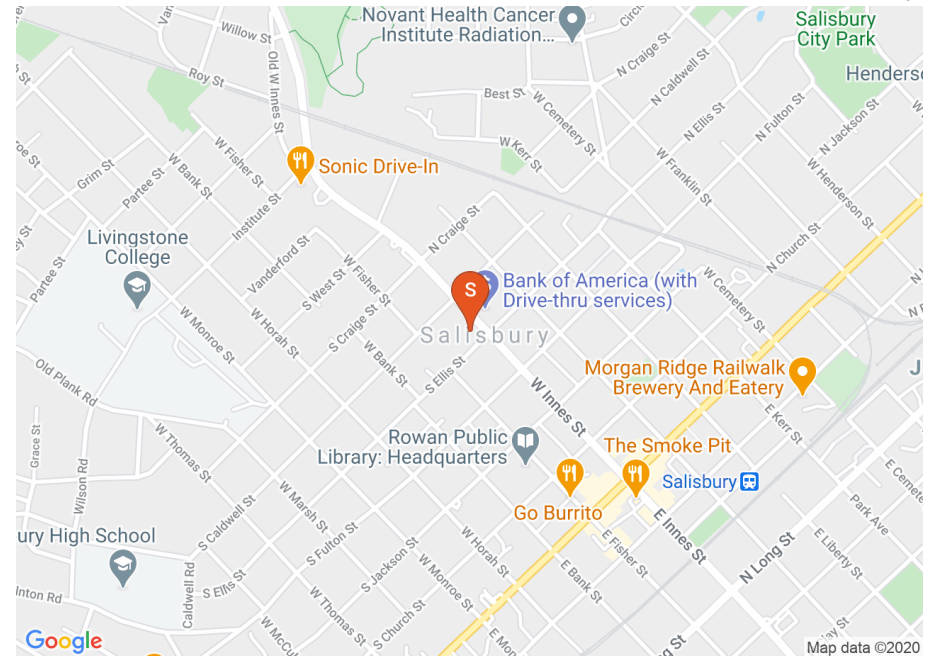 Novant Health Cancer
Institute Radiation...
Salisbury
City Park
Willow St
Old W Innes St
Roy St
N Craige St
N Caldwell St
Best St
W Cemetery St
N Ellis St
N Fulton St
N Jackson St
W Kerr St
W Franklin St
W Henderson St
Sonic Drive-In
W Fisher St
W Bank St
Grim St
Partee St
Institute St
N Craige St
N Church St
Livingstone
College
Vanderford St
S West St
W Fisher St
W Cemetery St
Partee St
Bank of America (with
Drive-thru services)
S
W Monroe St
W Horah St
S Craige St
Salisbury
W Bank St
S Ellis St
Old Plank Rd
W Innes St
Morgan Ridge Railwalk
Brewery And Eatery
E Kerr St
Grace St
Wilson Rd
W Thomas St
Rowan Public
Library: Headquarters
The Smoke Pit
Salisbury
W Marsh St
S Caldwell St
Go Burrito
E Innes St
Park Ave
ury High School
S Fulton St
W Horah St
E Fisher St
N Long St
E Liberty St
Caldwell Rd
S Ellis St
S Jackson St
W Monroe St
E Bank St
W Thomas St
S Church St
Google
Map data ©2020